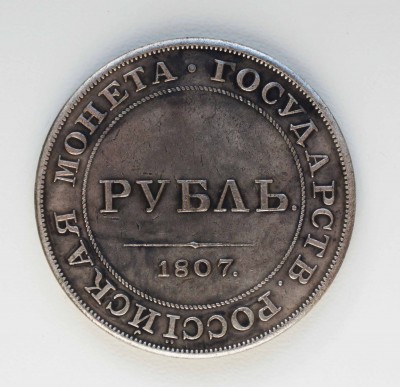 МОНЕТА · ГОСУДАРСТВ. РОССІЙСКАЯ
РУБЛЬ.
1807.